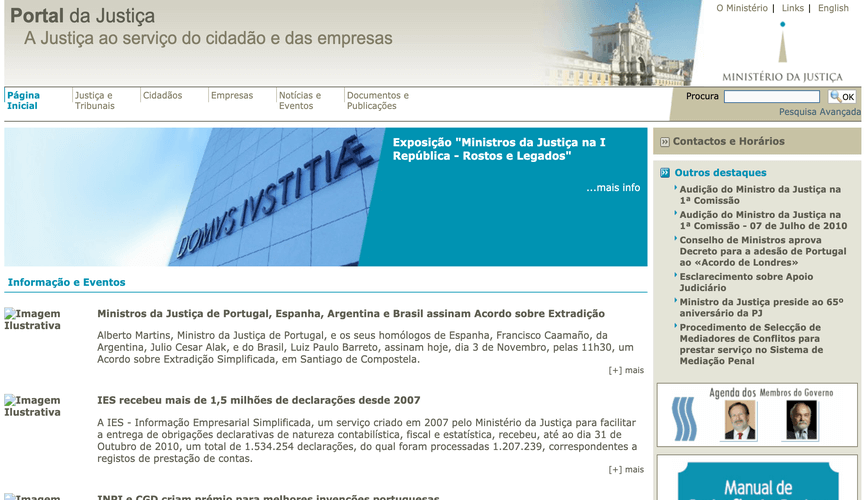 Portal da Justiça
A Justiça ao serviço do cidadão e das empresas
O Ministério | Links | English
MINISTÉRIO DA JUSTIÇA
Página
Inicial
Justiça e
Tribunais
Cidadãos
Empresas
Notícias e
Eventos
Documentos e
Publicações
Procura
OK
Pesquisa Avançada
DOMVS IVSTITIÆ
Exposição "Ministros da Justiça na I
República - Rostos e Legados"
...mais info
Informação e Eventos
Imagem
Ilustrativa
Ministros da Justiça de Portugal, Espanha, Argentina e Brasil assinam Acordo sobre Extradição
Alberto Martins, Ministro da Justiça de Portugal, e os seus homólogos de Espanha, Francisco Caamaño, da
Argentina, Julio Cesar Alak, e do Brasil, Luiz Paulo Barreto, assinam hoje, dia 3 de Novembro, pelas 11h30, um
Acordo sobre Extradição Simplificada, em Santiago de Compostela.
[+] mais
Imagem
Ilustrativa
IES recebeu mais de 1,5 milhões de declarações desde 2007
A IES - Informação Empresarial Simplificada, um serviço criado em 2007 pelo Ministério da Justiça para facilitar
a entrega de obrigações declarativas de natureza contabilística, fiscal e estatística, recebeu, até ao dia 31 de
Outubro de 2010, um total de 1.534.254 declarações, do qual foram processadas 1.207.239, correspondentes a
registos de prestação de contas.
[+] mais
Imagem
INPI e CGD criam prémio para melhores invenções portuguesas
Contactos e Horários
Outros destaques
Audição do Ministro da Justiça na
1ª Comissão
Audição do Ministro da Justiça na
1ª Comissão - 07 de Julho de 2010
Conselho de Ministros aprova
Decreto para a adesão de Portugal
ao «Acordo de Londres»
Esclarecimento sobre Apoio
Judiciário
Ministro da Justiça preside ao 65º
aniversário da PJ
Procedimento de Selecção de
Mediadores de Conflitos para
prestar serviço no Sistema de
Mediação Penal
Agenda dos Membros do Governo
Manual de